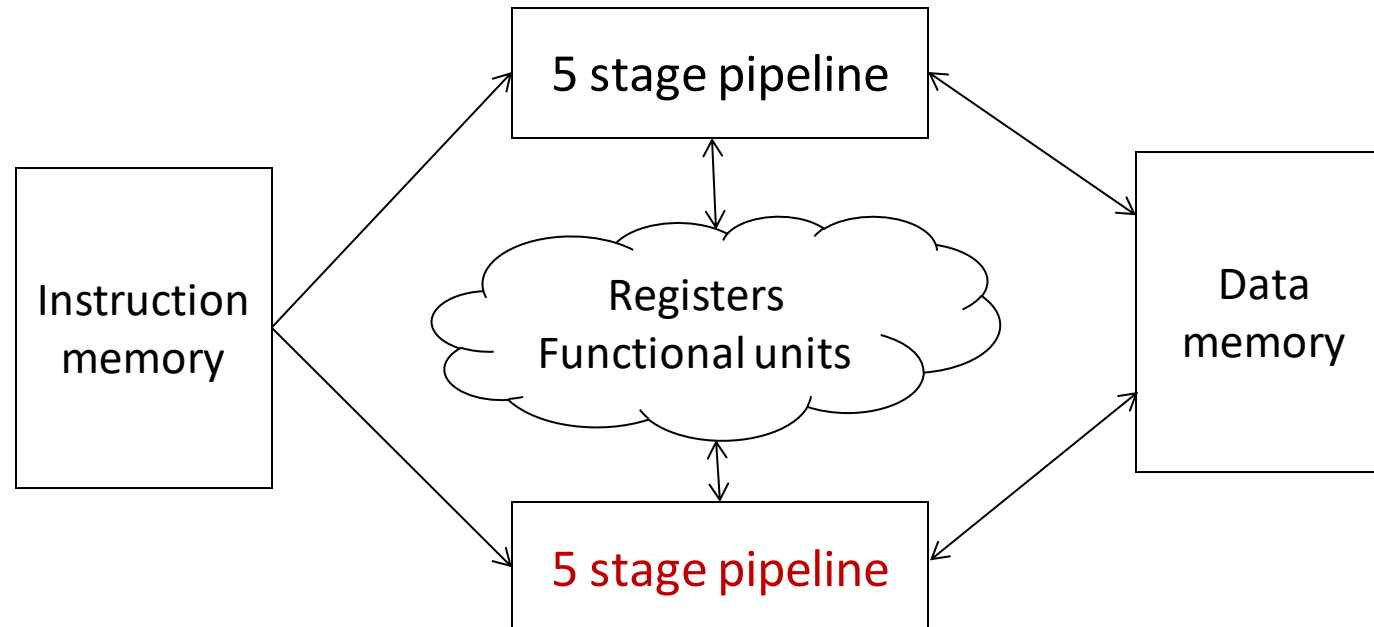 5 stage pipeline
Instruction
memory
Registers
Functional units
Data
memory
5 stage pipeline